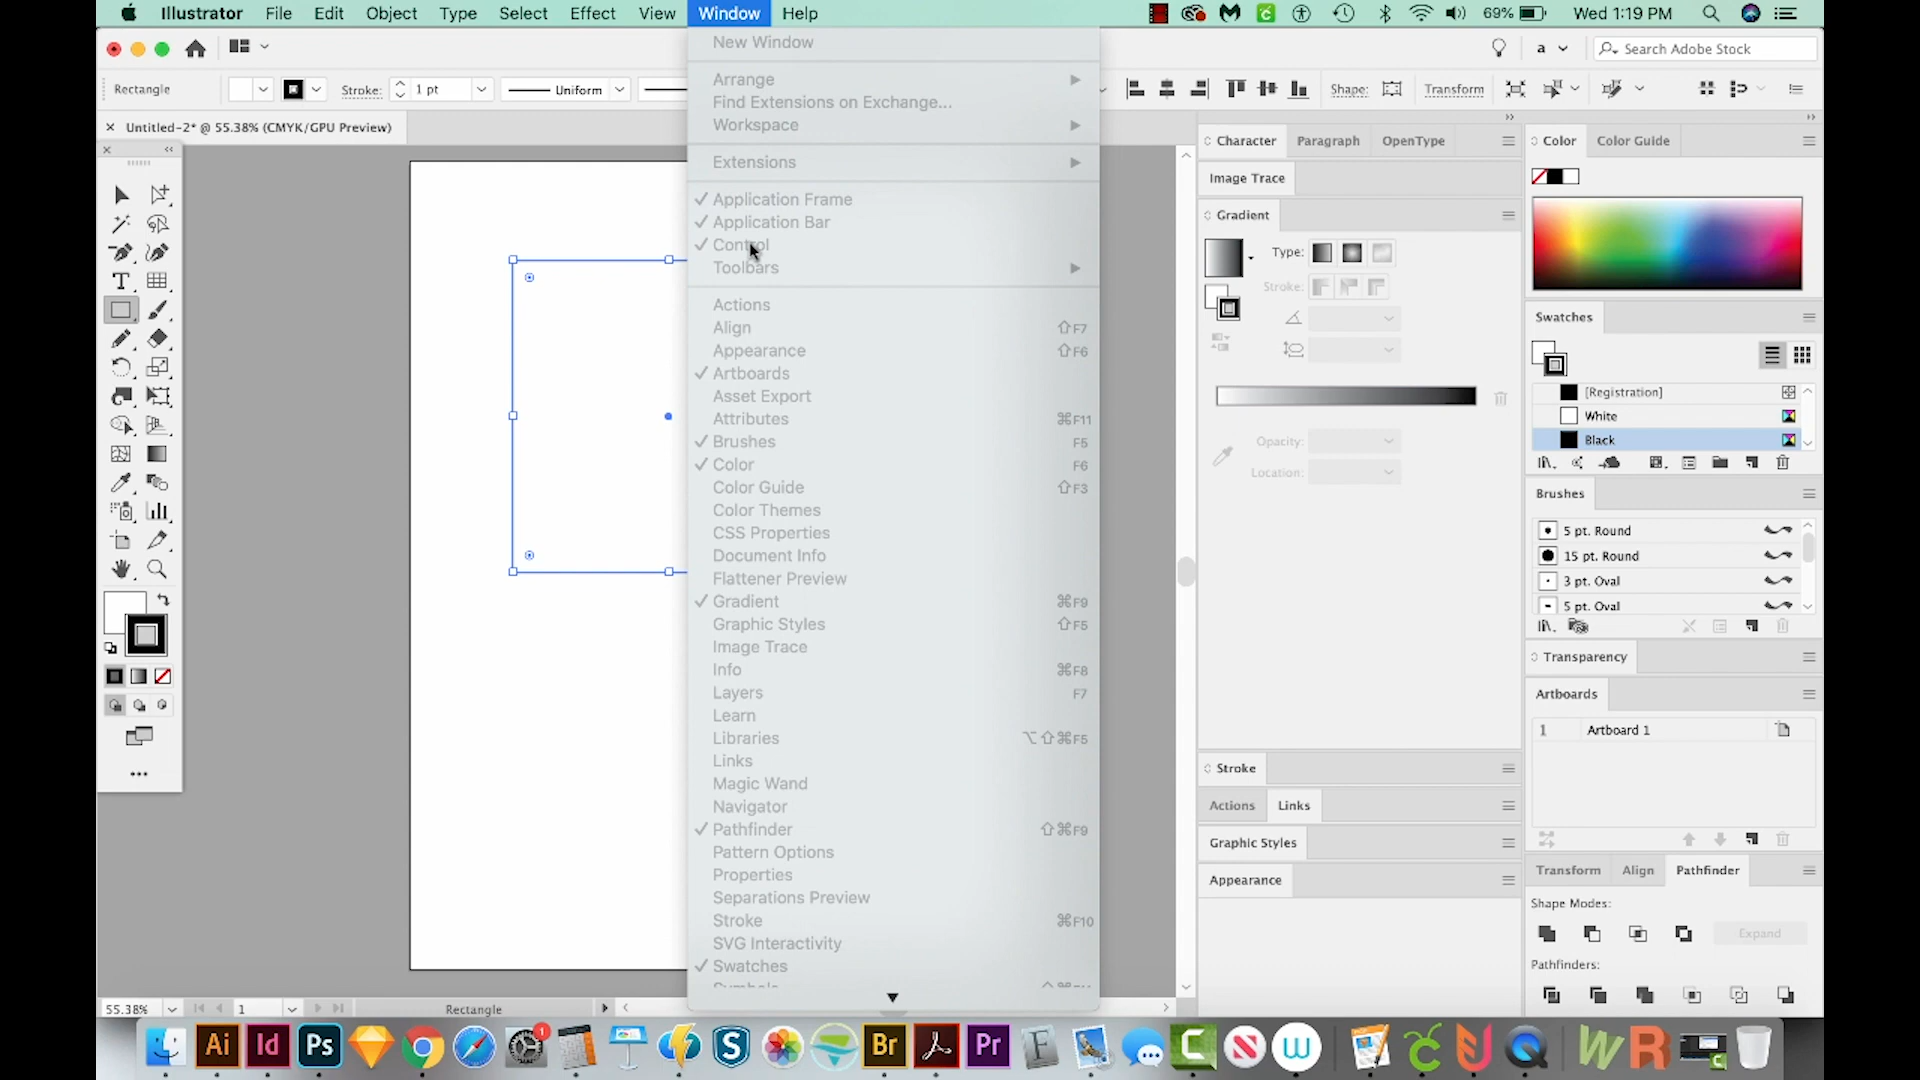 Illustrator File Edit Object Type Select Effect View Window Help 69% Wed 1:19 PM
a Search Adobe Stock
Rectangle Stroke: 1 pt Uniform Shape: Transform
Untitled-2* @ 55.38% (CMYK/GPU Preview)
New Window
Arrange
Find Extensions on Exchange...
Workspace
Extensions
Application Frame
Application Bar
Control
Toolbars
Actions
Align ⇧F7
Appearance ⇧F6
Artboards
Asset Export
Attributes ⌘F11
Brushes F5
Color F6
Color Guide ⇧F3
Color Themes
CSS Properties
Document Info
Flattener Preview
Gradient ⌘F9
Graphic Styles ⇧F5
Image Trace
Info ⌘F8
Layers F7
Learn
Libraries ⌥⇧⌘F5
Links
Magic Wand
Navigator
Pathfinder ⇧⌘F9
Pattern Options
Properties
Separations Preview
Stroke ⌘F10
SVG Interactivity
Swatches
Character Paragraph OpenType
Image Trace
Gradient
Type:
Stroke:
Opacity:
Location:
Stroke
Actions Links
Graphic Styles
Appearance
Color Color Guide
Swatches
[Registration]
White
Black
Brushes
5 pt. Round
15 pt. Round
3 pt. Oval
5 pt. Oval
Transparency
Artboards
1 Artboard 1
Transform Align Pathfinder
Shape Modes:
Expand
Pathfinders:
55.38% 1 Rectangle
Ai Id Ps 1 S Br Pr C N W W R